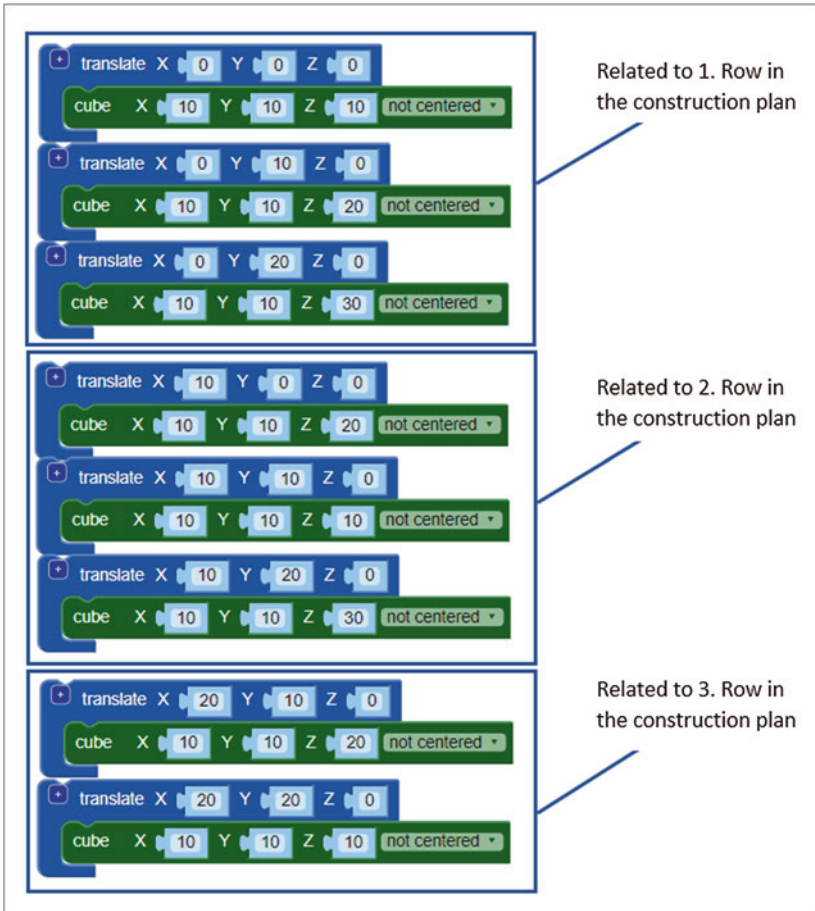 + translate X 0 Y 0 Z 0
cube X 10 Y 10 Z 10 not centered
+ translate X 0 Y 10 Z 0
cube X 10 Y 10 Z 20 not centered
+ translate X 0 Y 20 Z 0
cube X 10 Y 10 Z 30 not centered
Related to 1. Row in
the construction plan
+ translate X 10 Y 0 Z 0
cube X 10 Y 10 Z 20 not centered
+ translate X 10 Y 10 Z 0
cube X 10 Y 10 Z 10 not centered
+ translate X 10 Y 20 Z 0
cube X 10 Y 10 Z 30 not centered
Related to 2. Row in
the construction plan
+ translate X 20 Y 10 Z 0
cube X 10 Y 10 Z 20 not centered
+ translate X 20 Y 20 Z 0
cube X 10 Y 10 Z 10 not centered
Related to 3. Row in
the construction plan